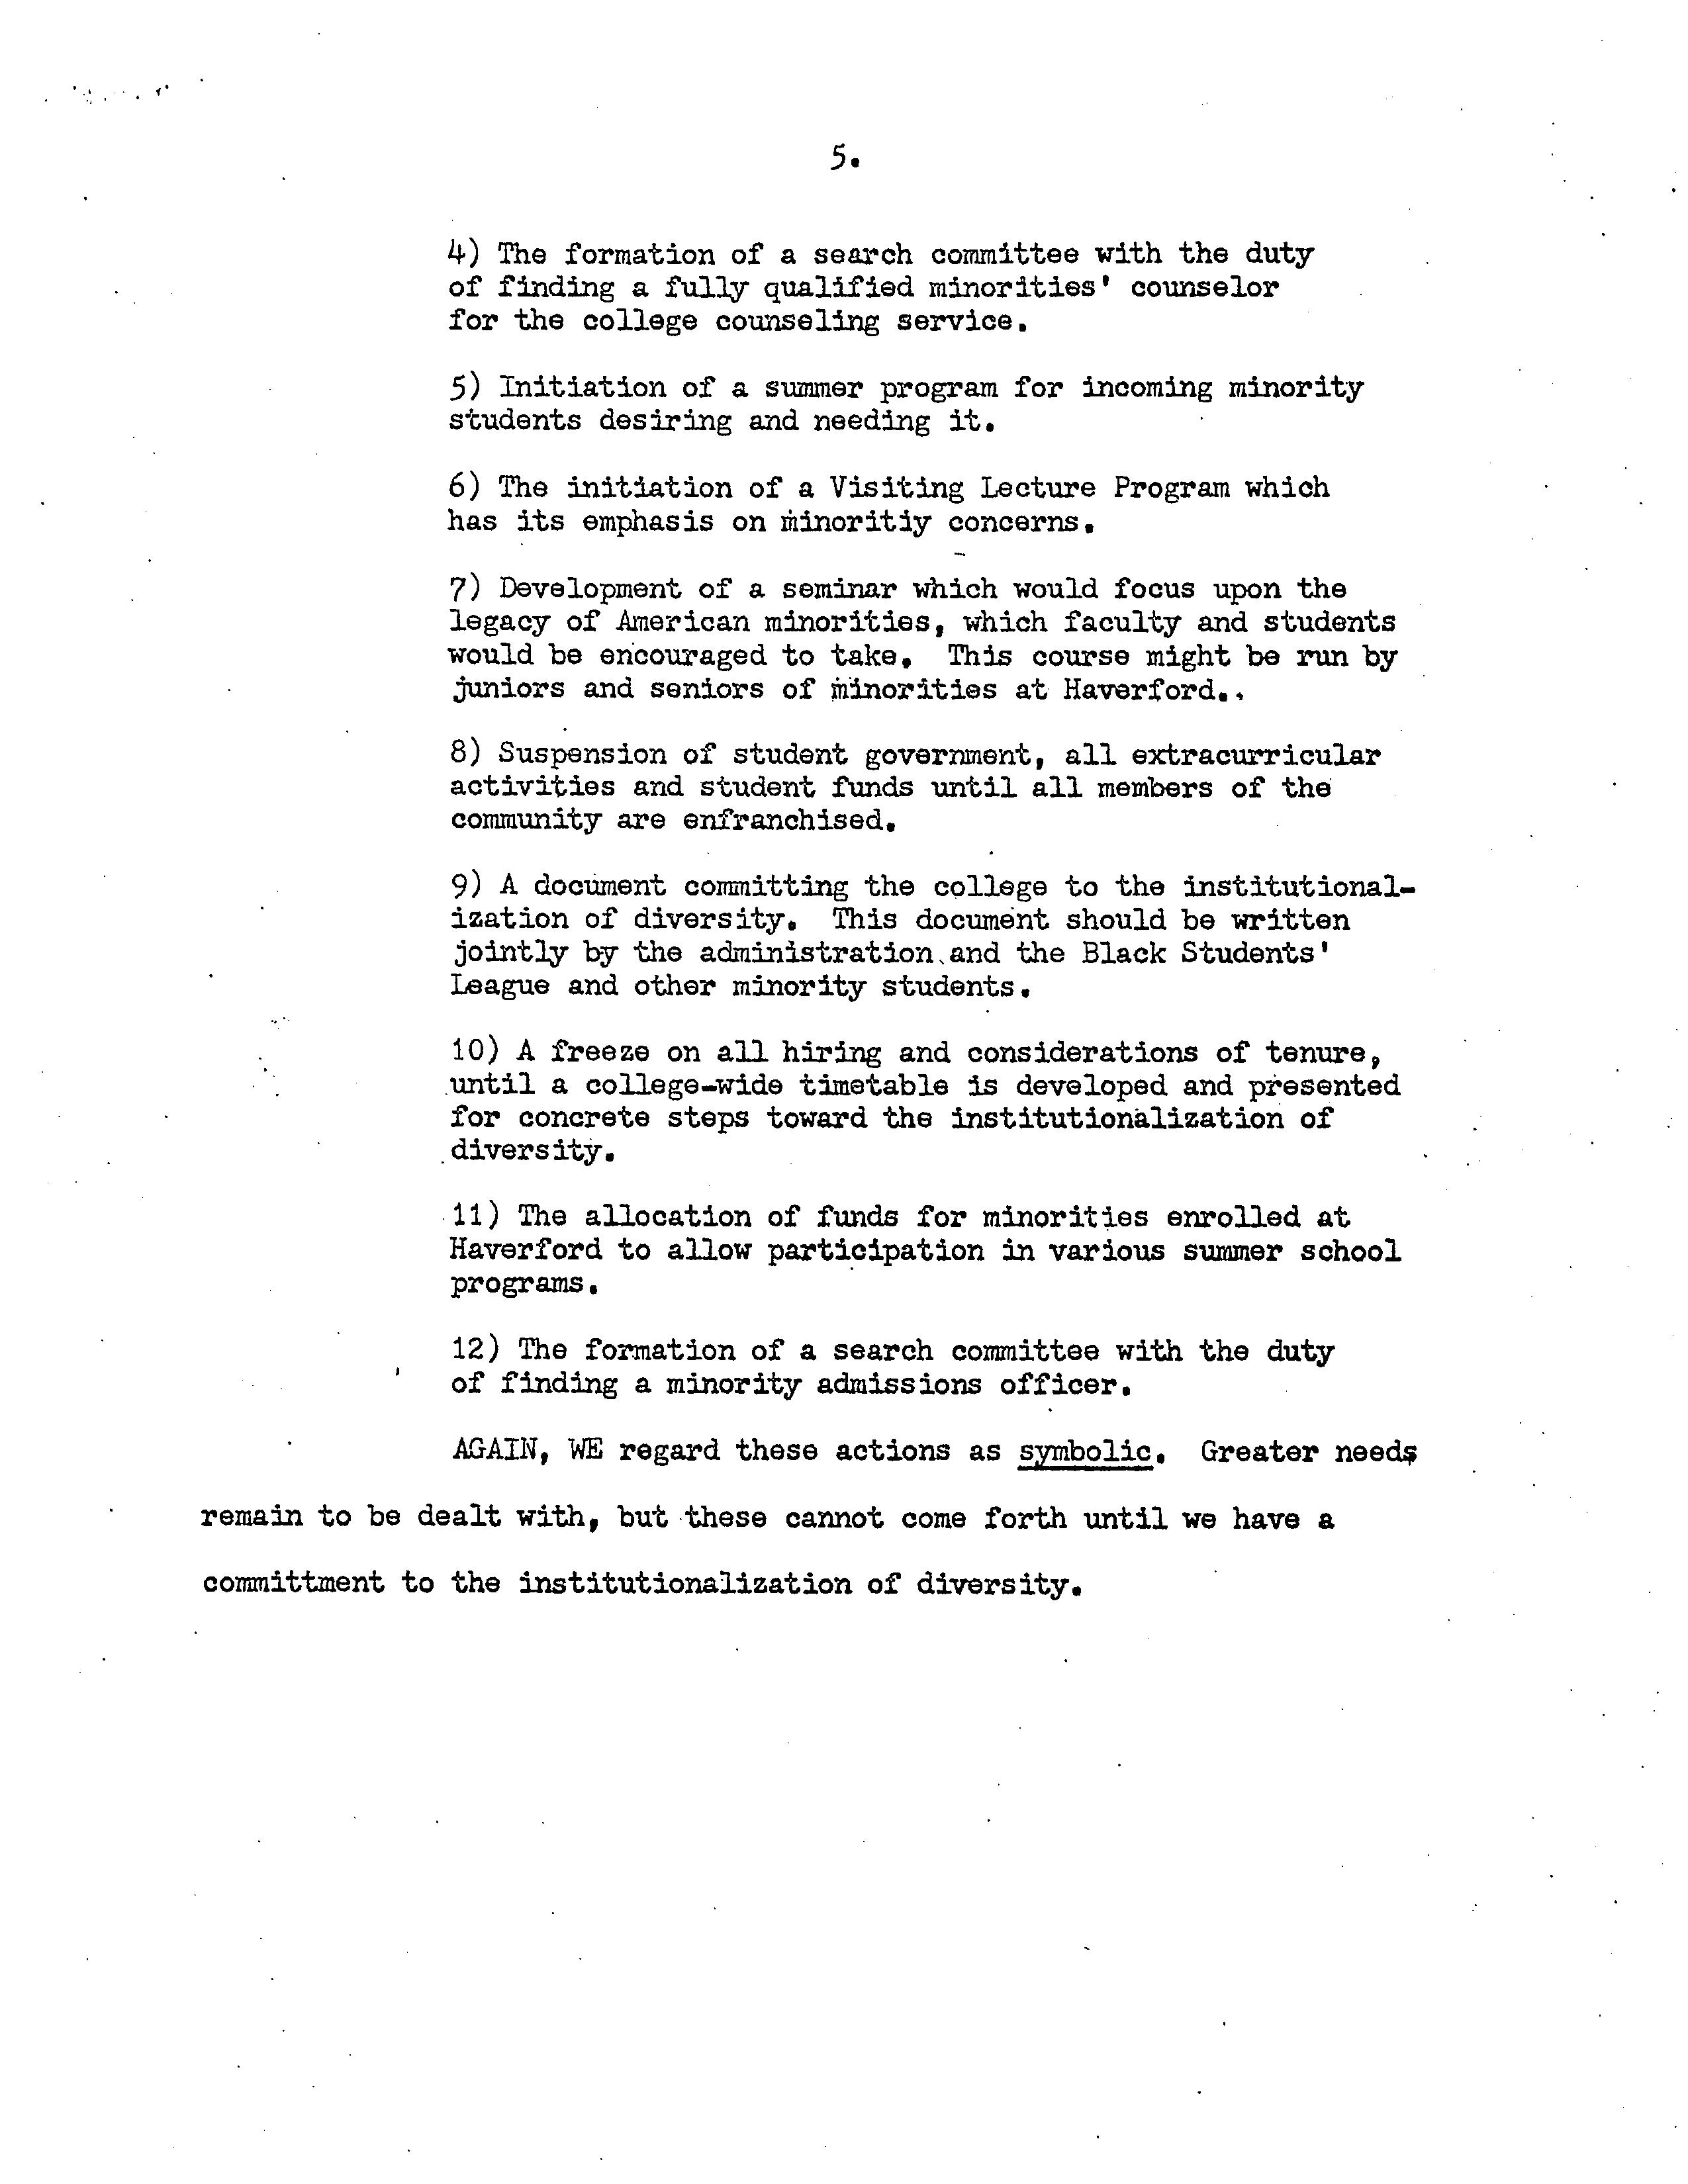 5.
4) The formation of a search committee with the duty
of finding a fully qualified minorities' counselor
for the college counseling service.
5) Initiation of a summer program for incoming minority
students desiring and needing it.
6) The initiation of a Visiting Lecture Program which
has its emphasis on minoritiy concerns.
7) Development of a seminar which would focus upon the
legacy of American minorities, which faculty and students
would be encouraged to take. This course might be run by
juniors and seniors of minorities at Haverford..
8) Suspension of student government, all extracurricular
activities and student funds until all members of the
community are enfranchised.
9) A document committing the college to the institutional-
ization of diversity. This document should be written
jointly by the administration and the Black Students'
League and other minority students.
10) A freeze on all hiring and considerations of tenure,
until a college-wide timetable is developed and presented
for concrete steps toward the institutionalization of
diversity.
11) The allocation of funds for minorities enrolled at
Haverford to allow participation in various summer school
programs.
12) The formation of a search committee with the duty
of finding a minority admissions officer.
AGAIN, WE regard these actions as symbolic. Greater needs
remain to be dealt with, but these cannot come forth until we have a
committment to the institutionalization of diversity.